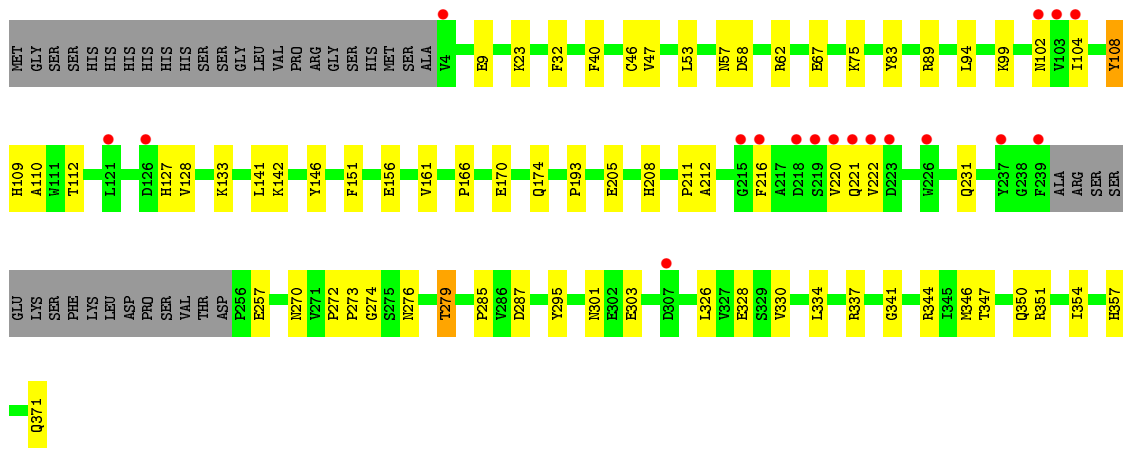 MET GLY SER SER HIS HIS HIS HIS HIS HIS SER SER GLY LEU VAL PRO ARG GLY SER HIS MET SER ALA V4 E9 K23 F32 F40 C46 V47 L53 N57 D58 R62 E67 K75 Y83 R89 L94 K99 N102 V103 I104 Y108
H109 A110 W111 T112 L121 D126 H127 V128 K133 L141 K142 Y146 F151 E156 V161 P166 E170 Q174 P193 E205 H208 P211 A212 G215 F216 A217 D218 S219 V220 Q221 V222 D223 W226 Q231 Y237 G238 F239 ALA ARG SER SER
GLU LYS SER PHE LYS LEU ASP PRO SER VAL THR ASP P256 E257 N270 V271 P272 P273 G274 S275 N276 T279 P285 V286 D287 Y295 N301 E302 E303 D307 L326 V327 E328 S329 V330 L334 R337 G341 R344 I345 M346 T347 Q350 R351 I354 H357
Q371